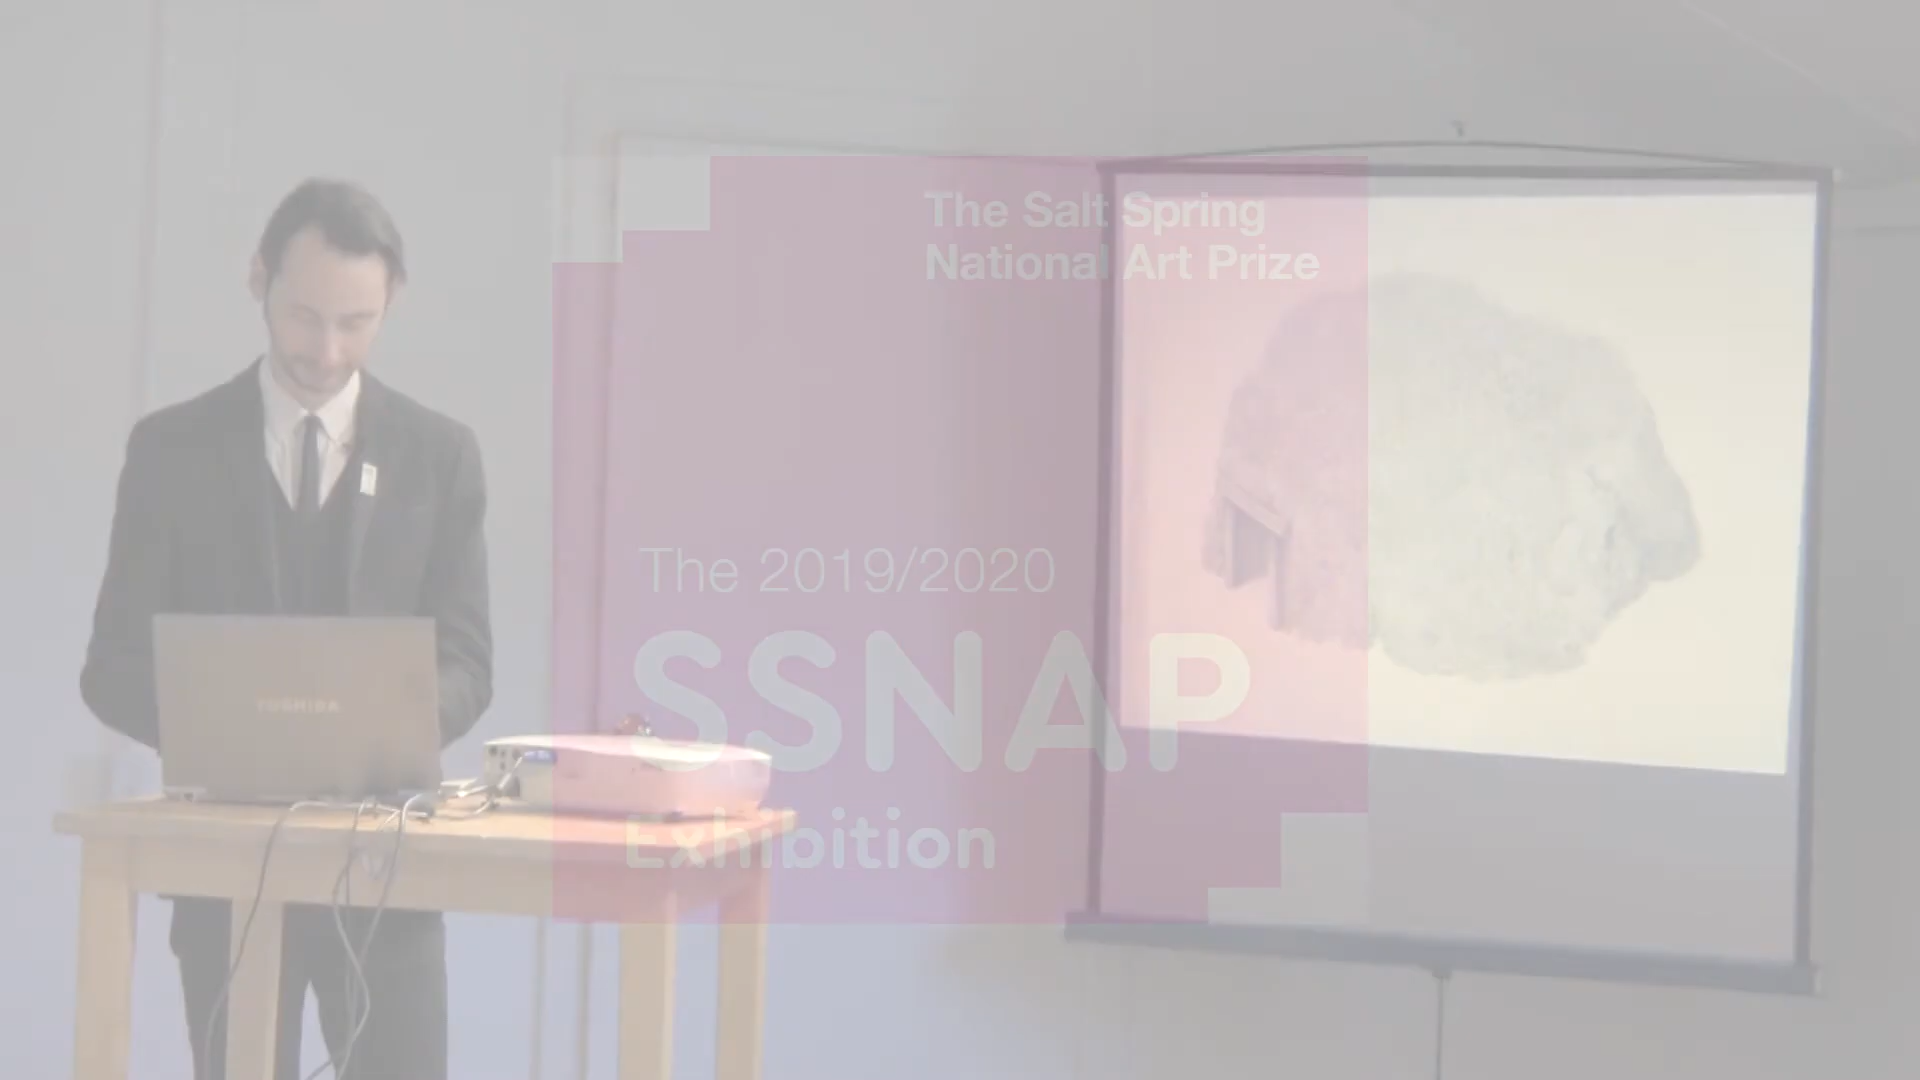 The Salt Spring
National Art Prize
The 2019/2020
SSNAP
Exhibition
TOSHIBA